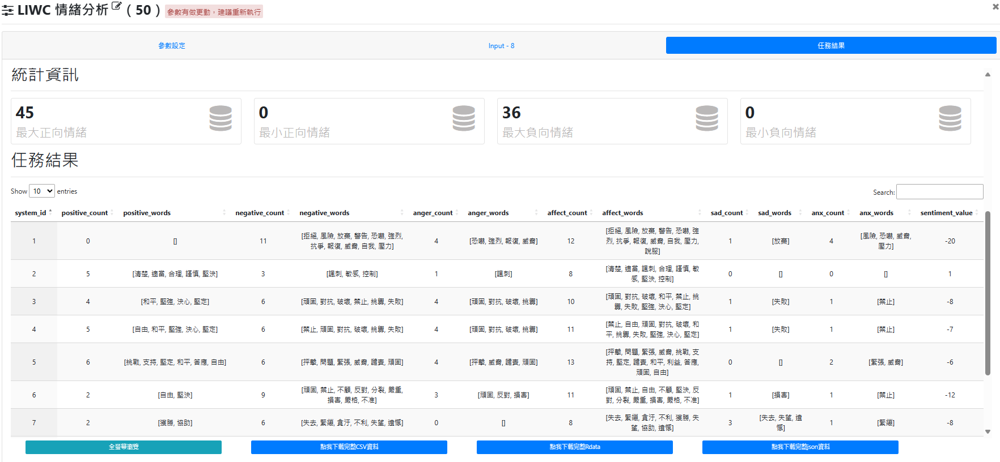 LIWC 情緒分析 ( 50 ) 參數有做更動，建議重新執行
參數設定 Input - 8 任務結果
統計資訊
45 0 36 0
最大正向情緒 最小正向情緒 最大負向情緒 最小負向情緒
任務結果
Show 10 entries Search:
system_id positive_count positive_words negative_count negative_words anger_count anger_words affect_count affect_words sad_count sad_words anx_count anx_words sentiment_value
1 0 [] 11 [拒絕, 風險, 放棄, 警告, 恐嚇, 強烈, 抗爭, 報復, 威脅, 自我, 壓力] 4 [恐嚇, 強烈, 報復, 威脅] 12 [拒絕, 風險, 放棄, 警告, 恐嚇, 強烈, 抗爭, 報復, 威脅, 自我, 壓力, 說服] 1 [放棄] 4 [風險, 恐嚇, 威脅, 壓力] -20
2 5 [清楚, 適當, 合理, 謹慎, 堅決] 3 [諷刺, 敏感, 控制] 1 [諷刺] 8 [清楚, 適當, 諷刺, 合理, 謹慎, 敏感, 堅決, 控制] 0 [] 0 [] 1
3 4 [和平, 堅強, 決心, 堅定] 6 [頑固, 對抗, 破壞, 禁止, 挑釁, 失敗] 4 [頑固, 對抗, 破壞, 挑釁] 10 [頑固, 對抗, 破壞, 和平, 禁止, 挑釁, 失敗, 堅強, 決心, 堅定] 1 [失敗] 1 [禁止] -8
4 5 [自由, 和平, 堅強, 決心, 堅定] 6 [禁止, 頑固, 對抗, 破壞, 挑釁, 失敗] 4 [頑固, 對抗, 破壞, 挑釁] 11 [禁止, 自由, 頑固, 對抗, 破壞, 和平, 挑釁, 失敗, 堅強, 決心, 堅定] 1 [失敗] 1 [禁止] -7
5 6 [挑戰, 支持, 堅定, 和平, 答應, 自由] 6 [抨擊, 問題, 緊張, 威脅, 譴責, 頑固] 4 [抨擊, 威脅, 譴責, 頑固] 13 [抨擊, 問題, 緊張, 威脅, 挑戰, 支持, 堅定, 譴責, 和平, 利益, 答應, 頑固, 自由] 0 [] 2 [緊張, 威脅] -6
6 2 [自由, 堅決] 9 [頑固, 禁止, 不顧, 反對, 分裂, 嚴重, 損害, 嚴格, 不准] 3 [頑固, 反對, 損害] 11 [頑固, 禁止, 自由, 不顧, 堅決, 反對, 分裂, 嚴重, 損害, 嚴格, 不准] 1 [損害] 1 [禁止] -12
7 2 [獲勝, 協助] 6 [失去, 緊繃, 貪汙, 不利, 失望, 遺憾] 0 [] 8 [失去, 緊繃, 貪汙, 不利, 獲勝, 失望, 協助, 遺憾] 3 [失去, 失望, 遺憾] 1 [緊繃] -8
全螢幕瀏覽 點我下載完整CSV資料 點我下載完整Rdata 點我下載完整json資料